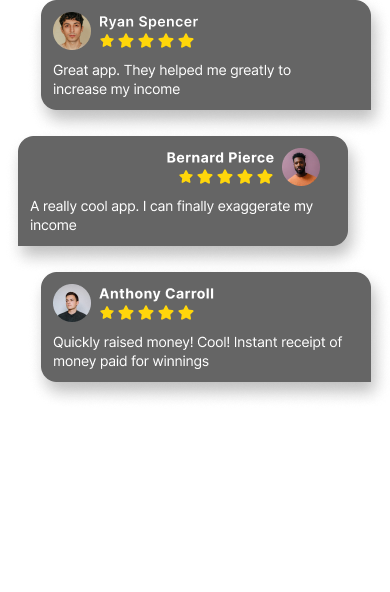 Ryan Spencer
Great app. They helped me greatly to
increase my income
Bernard Pierce
A really cool app. I can finally exaggerate my
income
Anthony Carroll
Quickly raised money! Cool! Instant receipt of
money paid for winnings